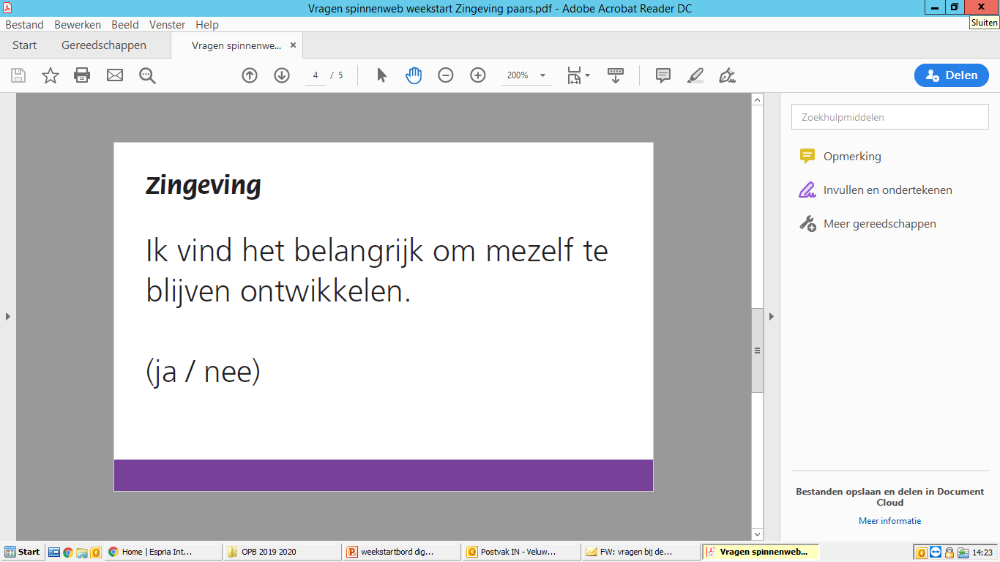 Vragen spinnenweb weekstart Zingeving paars.pdf - Adobe Acrobat Reader DC
Sluiten
Bestand Bewerken Beeld Venster Help
Start Gereedschappen Vragen spinnenwe... ×
4 / 5 200% Delen
Zoekhulpmiddelen
Opmerking
Invullen en ondertekenen
Meer gereedschappen
Zingeving
Ik vind het belangrijk om mezelf te
blijven ontwikkelen.
(ja / nee)
Bestanden opslaan en delen in Document
Cloud
Meer informatie
Start Home | Espria Int... OPB 2019 2020 weekstartbord dig... Postvak IN - Veluw... FW: vragen bij de... Vragen spinnenweb... 14:23